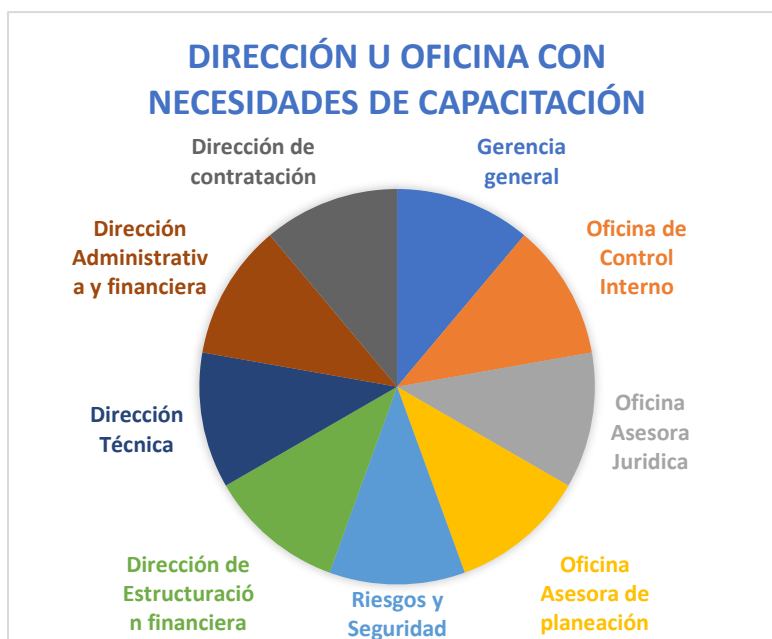 DIRECCIÓN U OFICINA CON
NECESIDADES DE CAPACITACIÓN
Gerencia
general
Oficina de
Control
Interno
Oficina
Asesora
Juridica
Oficina
Asesora de
planeación
Riesgos y
Seguridad
Dirección de
Estructuració
n financiera
Dirección
Técnica
Dirección
Administrativ
a y financiera
Dirección de
contratación